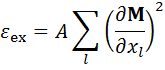 ε_ex = A ∑_l (∂𝐌/∂x_l)²